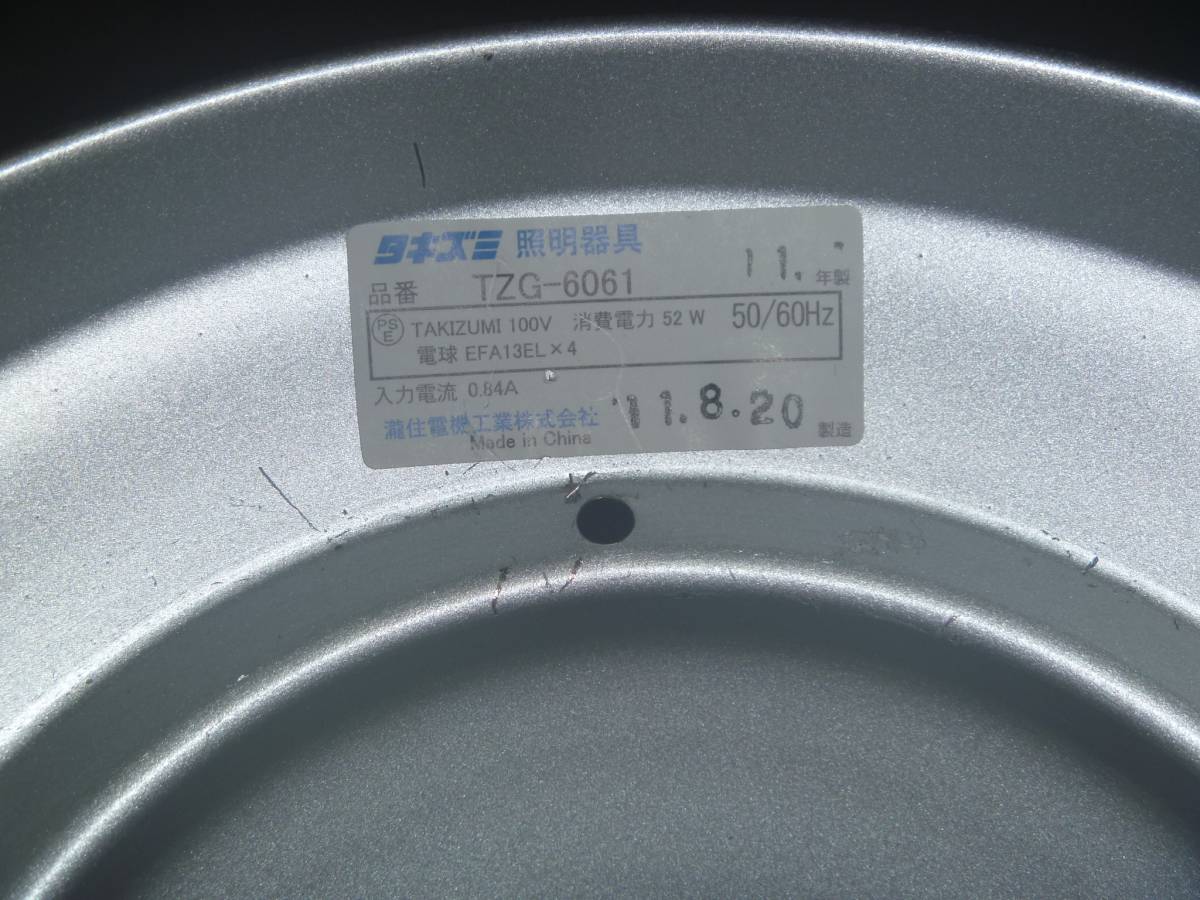 タキズミ 照明器具
品番 TZG-6061 11. 年製
PSE TAKIZUMI 100V 消費電力 52 W 50/60Hz
電球 EFA13EL×4
入力電流 0.84A
瀧住電機工業株式会社 '11.8.20 製造
Made in China